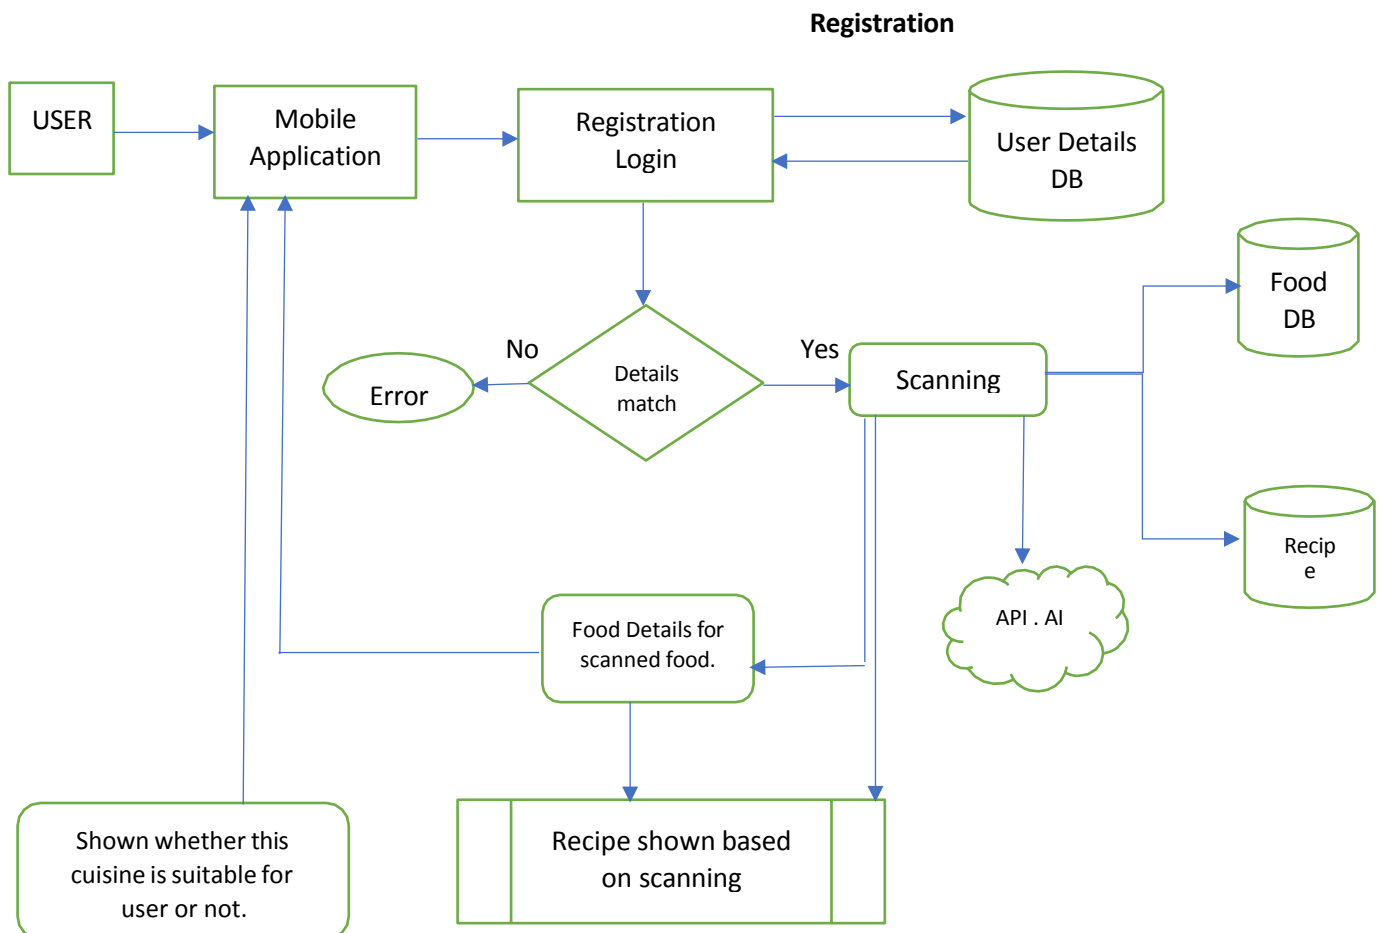 Registration
USER
Mobile
Application
Registration
Login
User Details
DB
Food
DB
No
Yes
Details
match
Error
Scanning
Recip
e
API . AI
Food Details for
scanned food.
Shown whether this
cuisine is suitable for
user or not.
Recipe shown based
on scanning